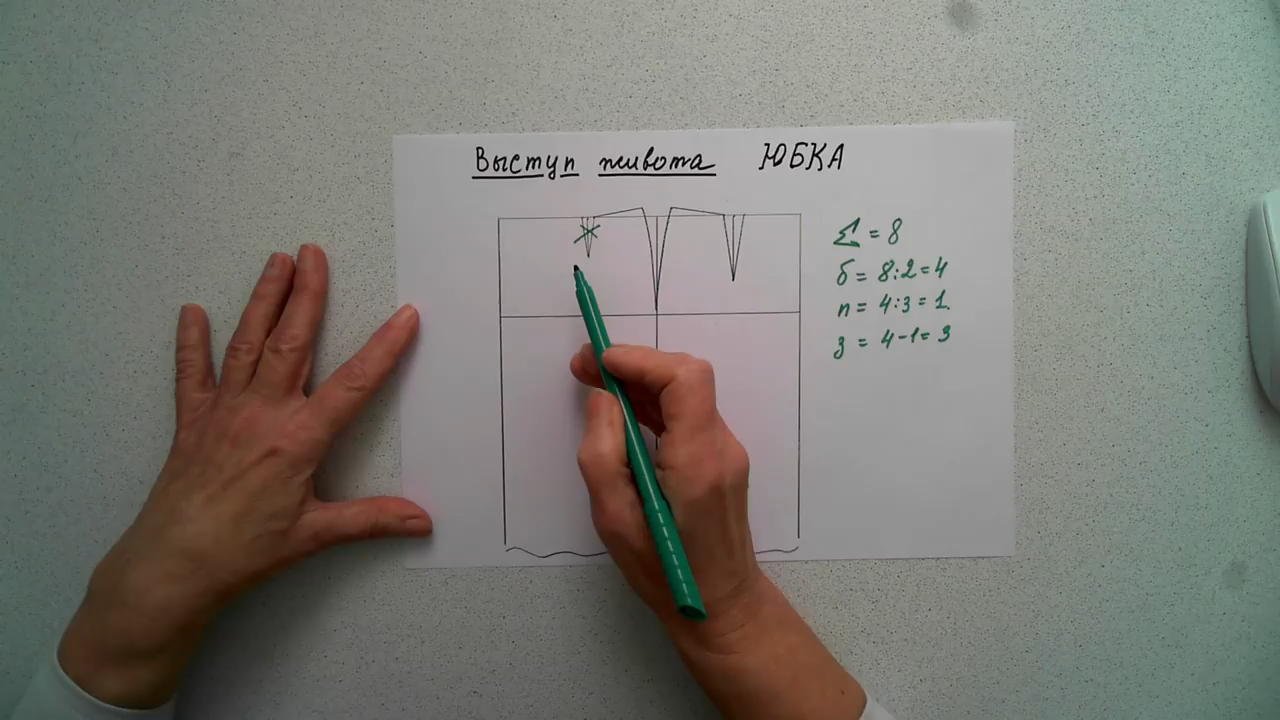 Выступ живота ЮБКА
Σ = 8
б = 8:2=4
п = 4:3=1.
з = 4-1=3